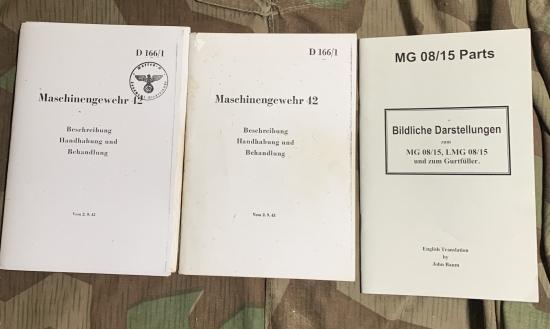 D 166/1
Maschinengewehr 42
Beschreibung
Handhabung und
Behandlung
Vom 2. 9. 42
D 166/1
Maschinengewehr 42
Beschreibung
Handhabung und
Behandlung
Vom 2. 9. 42
MG 08/15 Parts
Bildliche Darstellungen
zum
MG 08/15, LMG 08/15
und zum Gurtfüller.
English Translation
by
John Baum